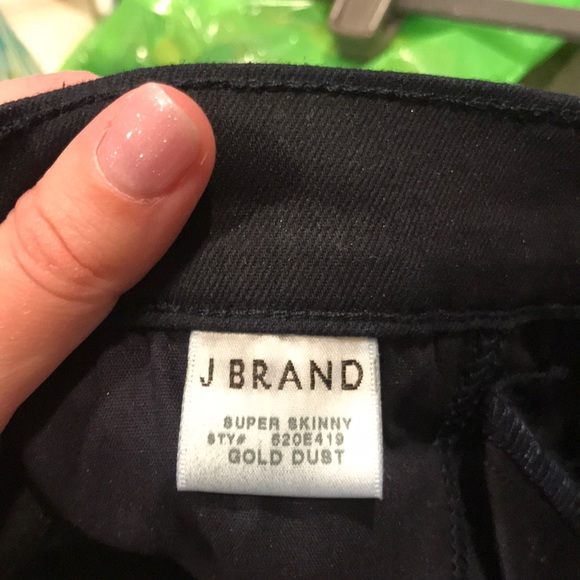 J BRAND
SUPER SKINNY
STY# 620E419
GOLD DUST